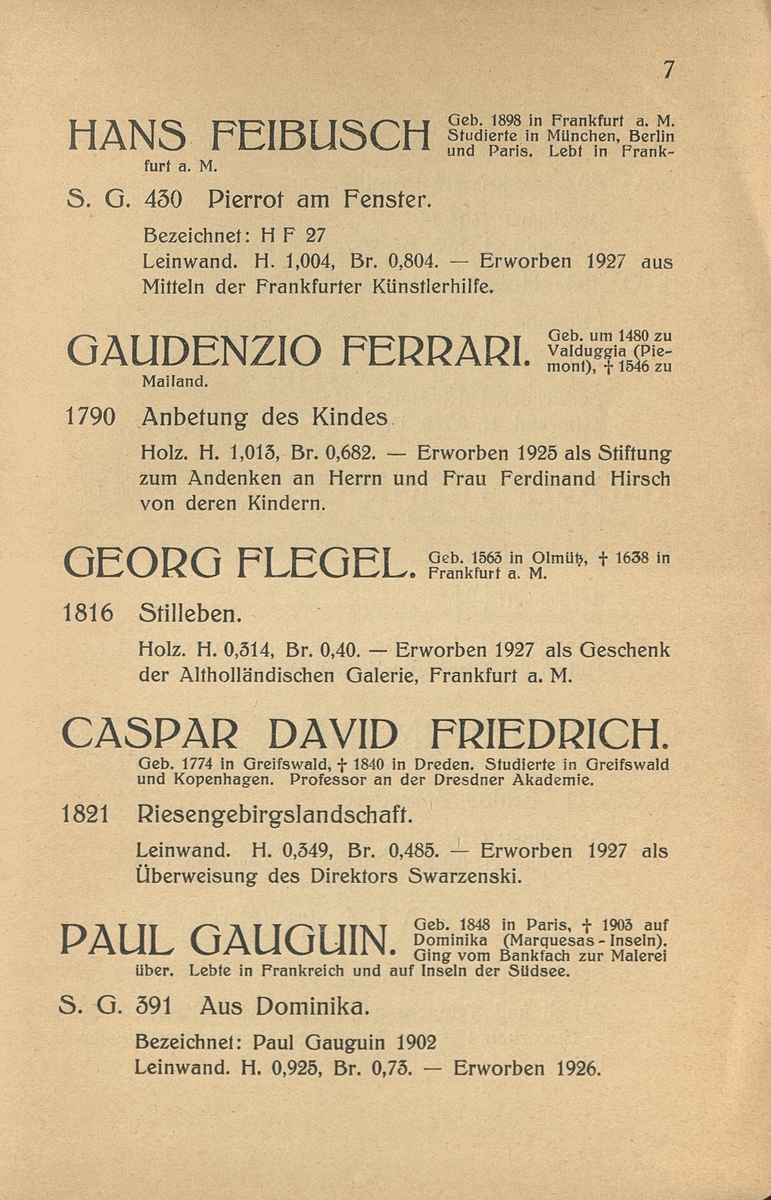 7
HANS FEIBUSCH Geb. 1898 in Frankfurt a. M.
Studierte in München, Berlin
und Paris. Lebt in Frank-
furt a. M.
S. G. 430 Pierrot am Fenster.
Bezeichnet: H F 27
Leinwand. H. 1,004, Br. 0,804. — Erworben 1927 aus
Mitteln der Frankfurter Künstlerhilfe.
GAUDENZIO FERRARI. Geb. um 1480 zu
Valduggia (Pie-
mont), † 1546 zu
Mailand.
1790 Anbetung des Kindes
Holz. H. 1,013, Br. 0,682. — Erworben 1925 als Stiftung
zum Andenken an Herrn und Frau Ferdinand Hirsch
von deren Kindern.
GEORG FLEGEL. Geb. 1563 in Olmütz, † 1638 in
Frankfurt a. M.
1816 Stilleben.
Holz. H. 0,314, Br. 0,40. — Erworben 1927 als Geschenk
der Altholländischen Galerie, Frankfurt a. M.
CASPAR DAVID FRIEDRICH.
Geb. 1774 in Greifswald, † 1840 in Dreden. Studierte in Greifswald
und Kopenhagen. Professor an der Dresdner Akademie.
1821 Riesengebirgslandschaft.
Leinwand. H. 0,349, Br. 0,485. — Erworben 1927 als
Überweisung des Direktors Swarzenski.
PAUL GAUGUIN. Geb. 1848 in Paris, † 1903 auf
Dominika (Marquesas-Inseln).
Ging vom Bankfach zur Malerei
über. Lebte in Frankreich und auf Inseln der Südsee.
S. G. 391 Aus Dominika.
Bezeichnet: Paul Gauguin 1902
Leinwand. H. 0,925, Br. 0,73. — Erworben 1926.